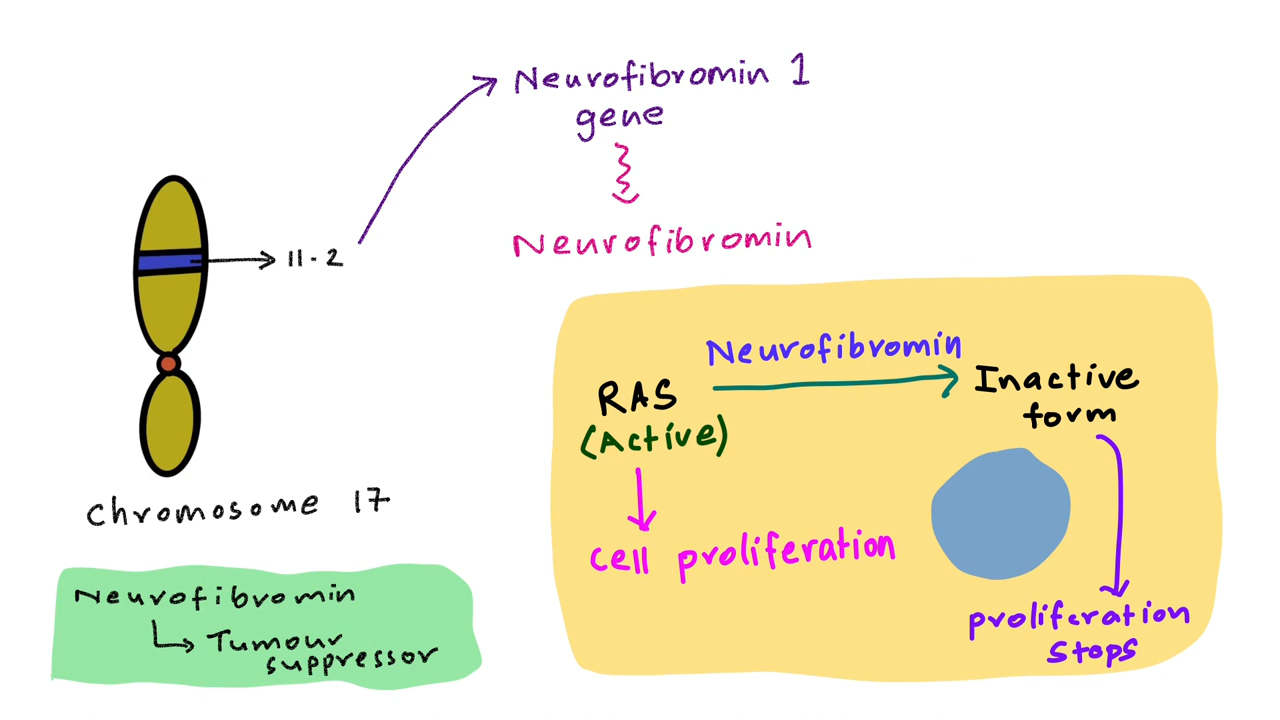 Neurofibromin 1
gene
Neurofibromin
11.2
chromosome 17
Neurofibromin
Tumour
suppressor
Neurofibromin
RAS
(Active)
Inactive
form
cell proliferation
proliferation
stops